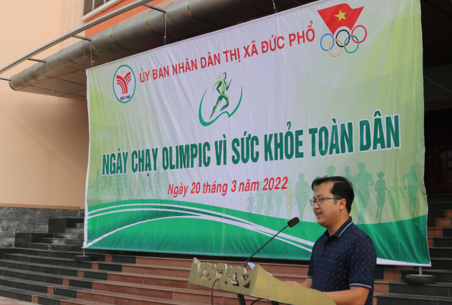 ỦY BAN NHÂN DÂN THỊ XÃ ĐỨC PHỔ
NGÀY CHẠY OLIMPIC VÌ SỨC KHỎE TOÀN DÂN
Ngày 20 tháng 3 năm 2022